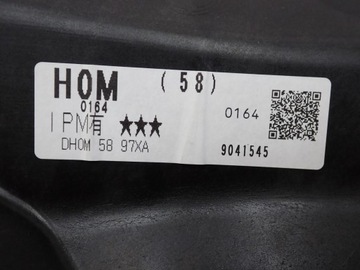 HOM (58)
0164 0164
IPM有 ★★★
DHOM 58 97XA 9041545